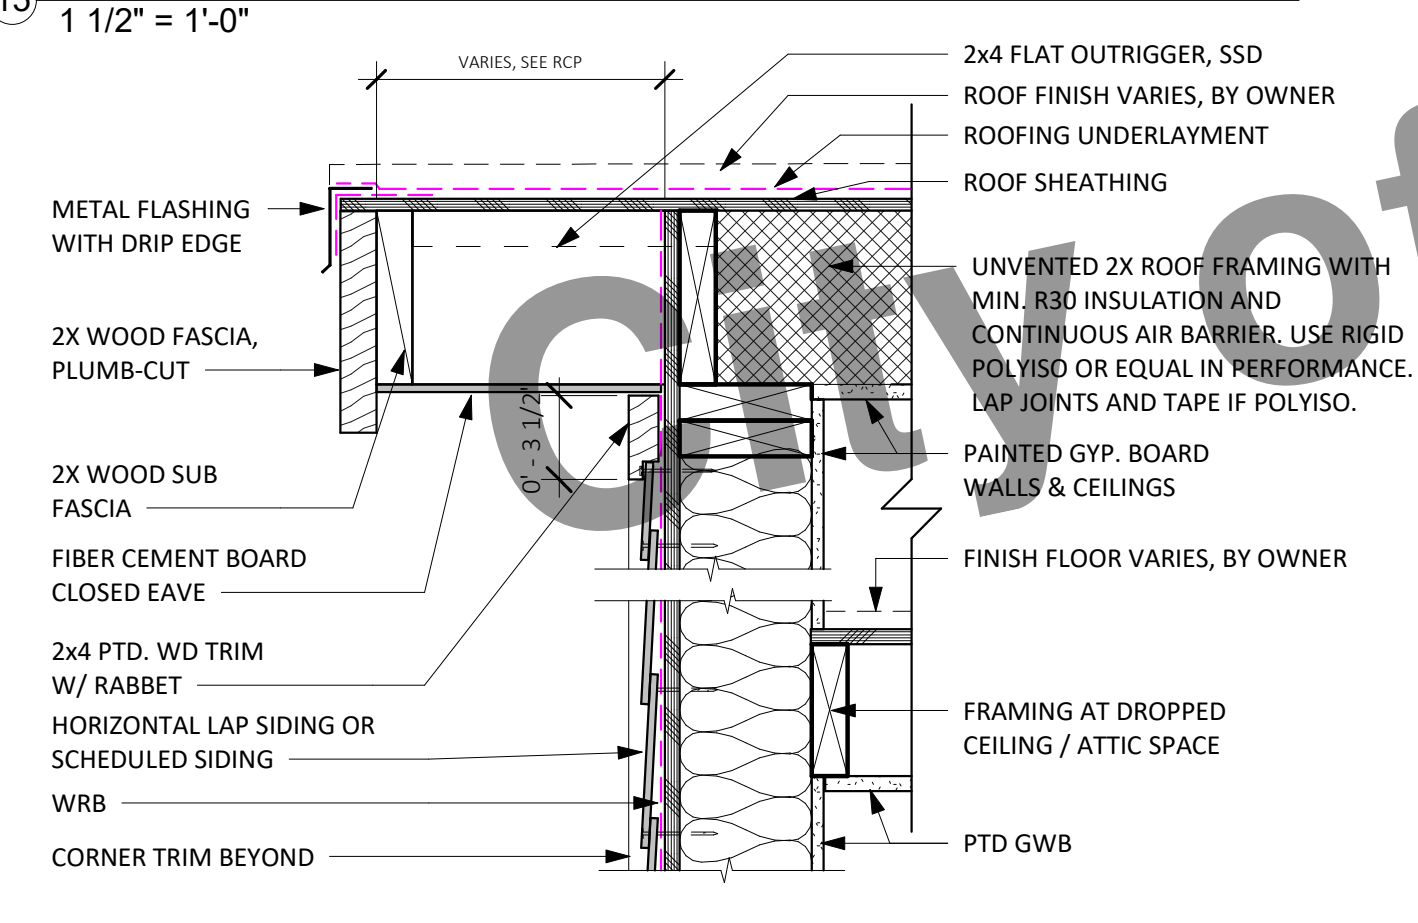 15
1 1/2" = 1'-0"
VARIES, SEE RCP
2x4 FLAT OUTRIGGER, SSD
ROOF FINISH VARIES, BY OWNER
ROOFING UNDERLAYMENT
ROOF SHEATHING
METAL FLASHING
WITH DRIP EDGE
UNVENTED 2X ROOF FRAMING WITH
MIN. R30 INSULATION AND
CONTINUOUS AIR BARRIER. USE RIGID
POLYISO OR EQUAL IN PERFORMANCE.
LAP JOINTS AND TAPE IF POLYISO.
2X WOOD FASCIA,
PLUMB-CUT
0' - 3 1/2"
PAINTED GYP. BOARD
WALLS & CEILINGS
2X WOOD SUB
FASCIA
FIBER CEMENT BOARD
CLOSED EAVE
FINISH FLOOR VARIES, BY OWNER
2x4 PTD. WD TRIM
W/ RABBET
HORIZONTAL LAP SIDING OR
SCHEDULED SIDING
FRAMING AT DROPPED
CEILING / ATTIC SPACE
WRB
CORNER TRIM BEYOND
PTD GWB
City of